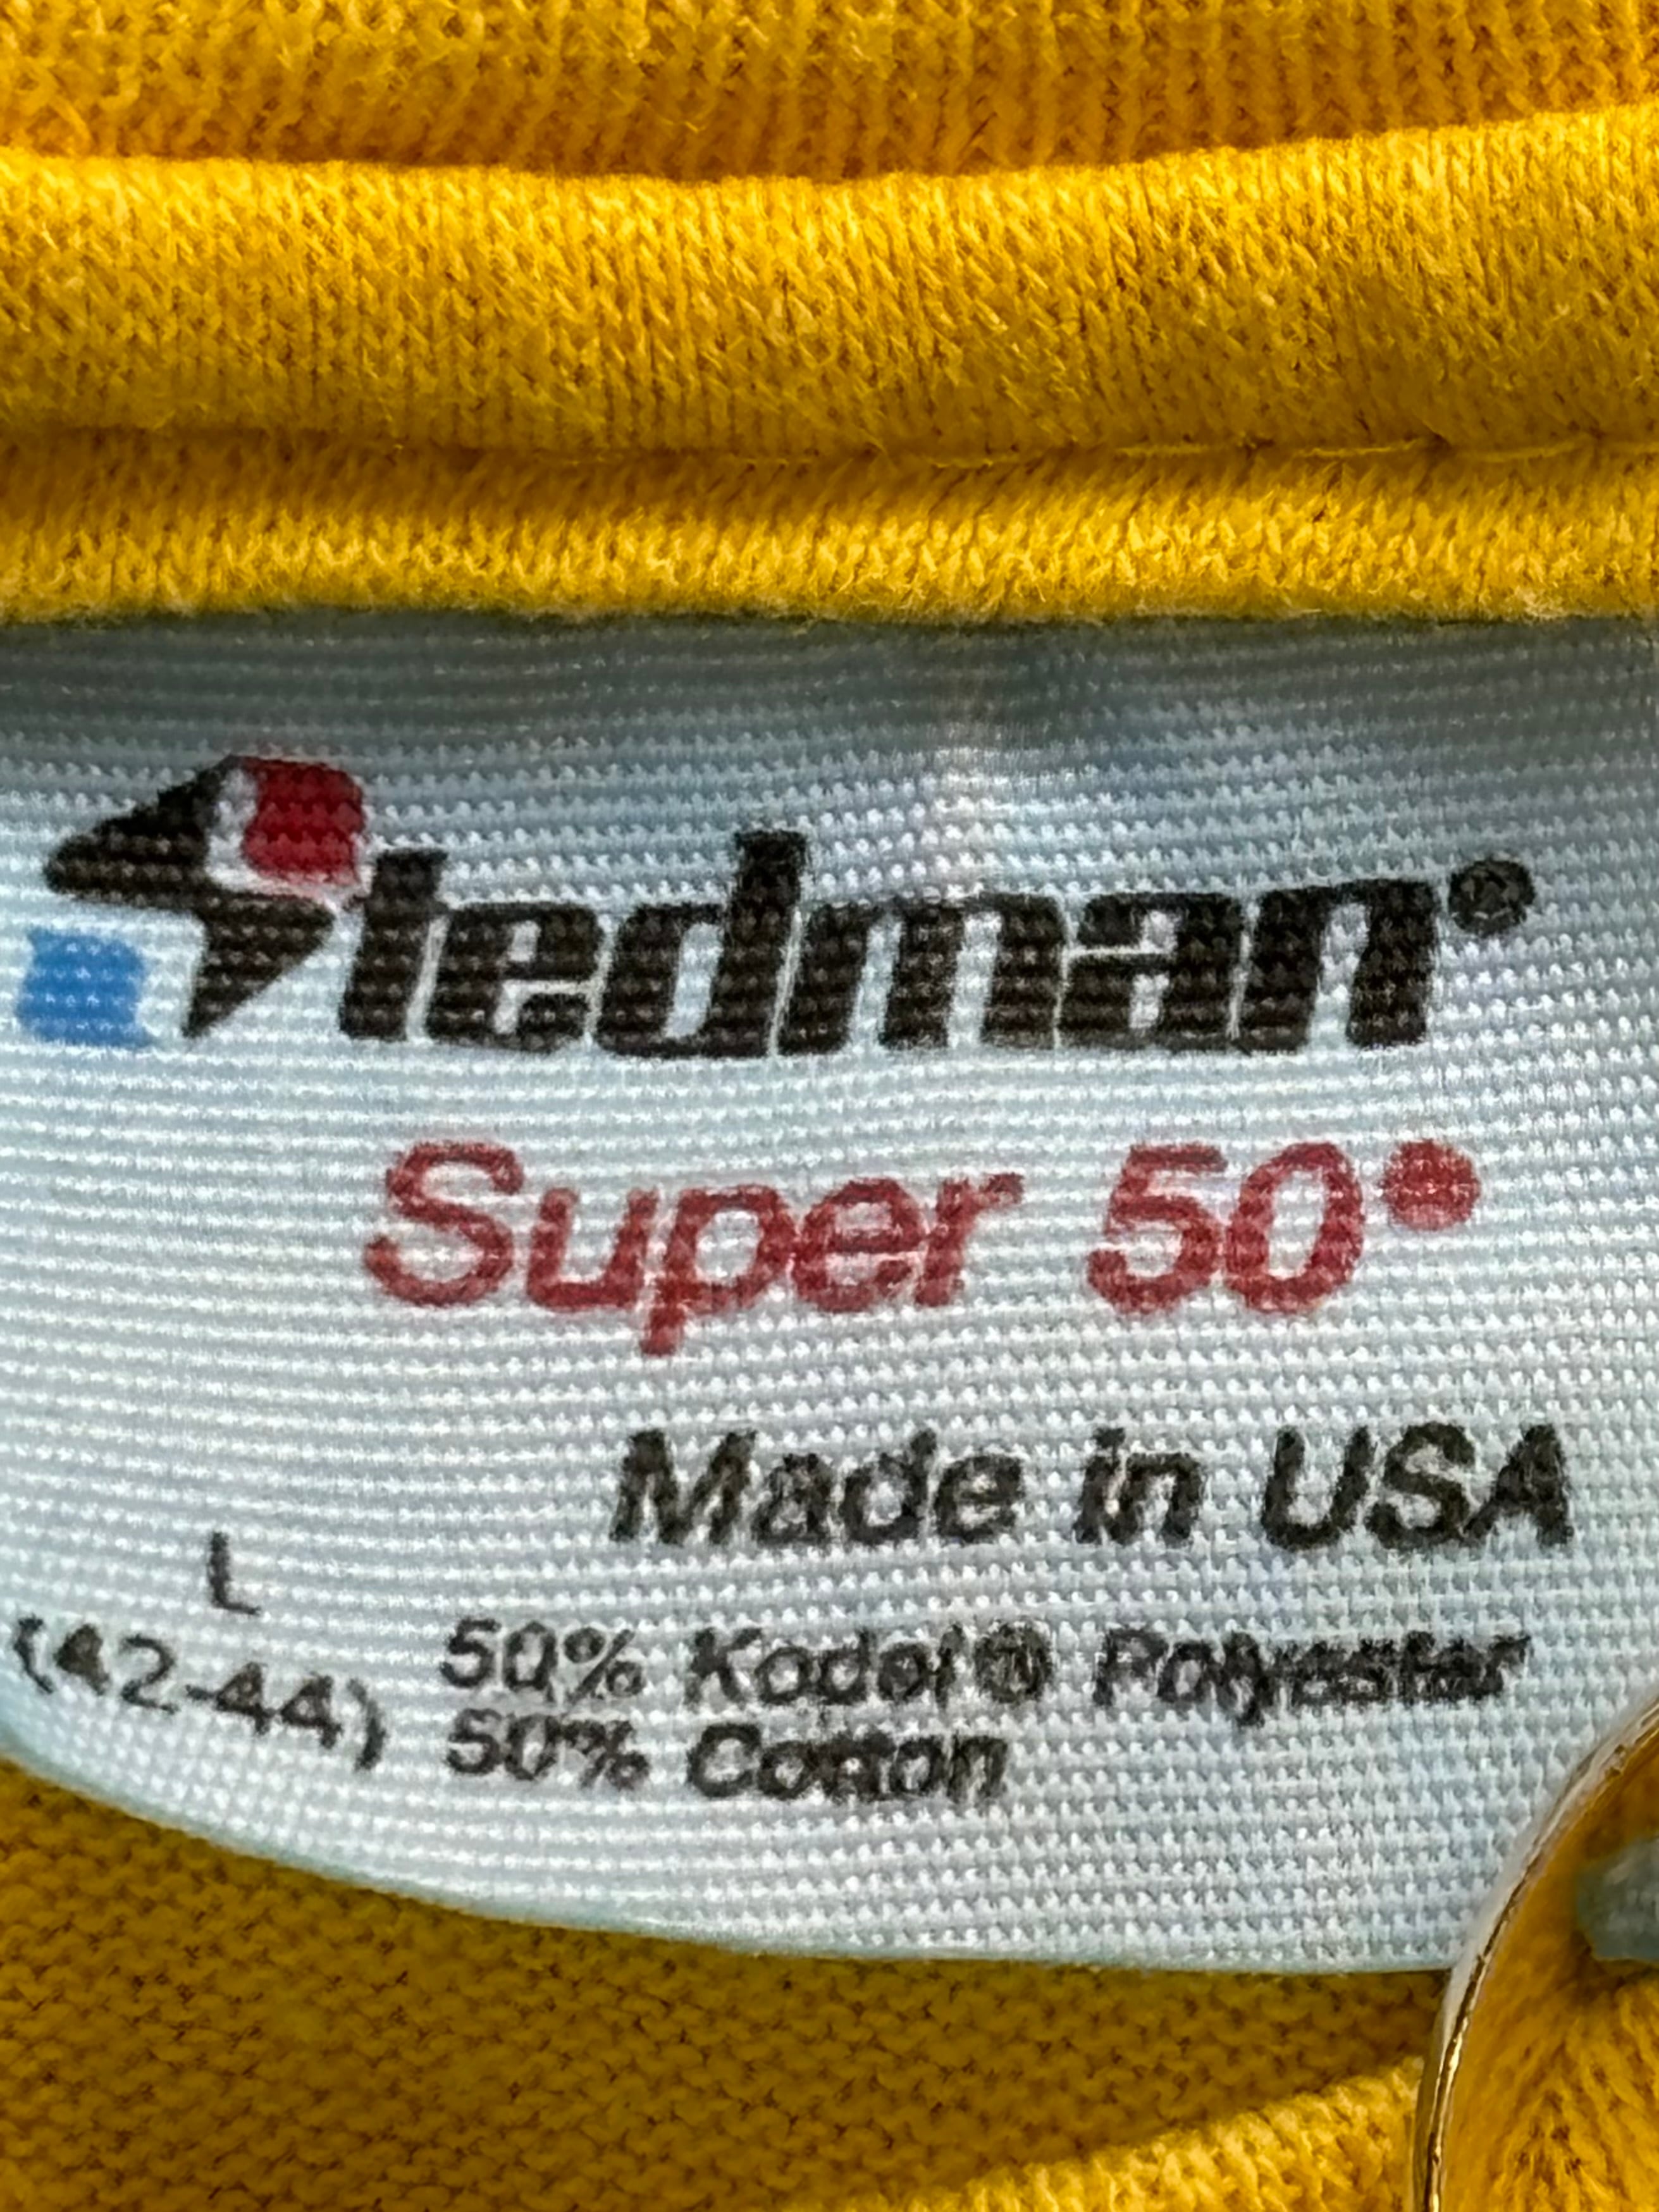 Stedman®
Super 50®
Made in USA
L
(42-44)
50% Kodel® Polyester
50% Cotton